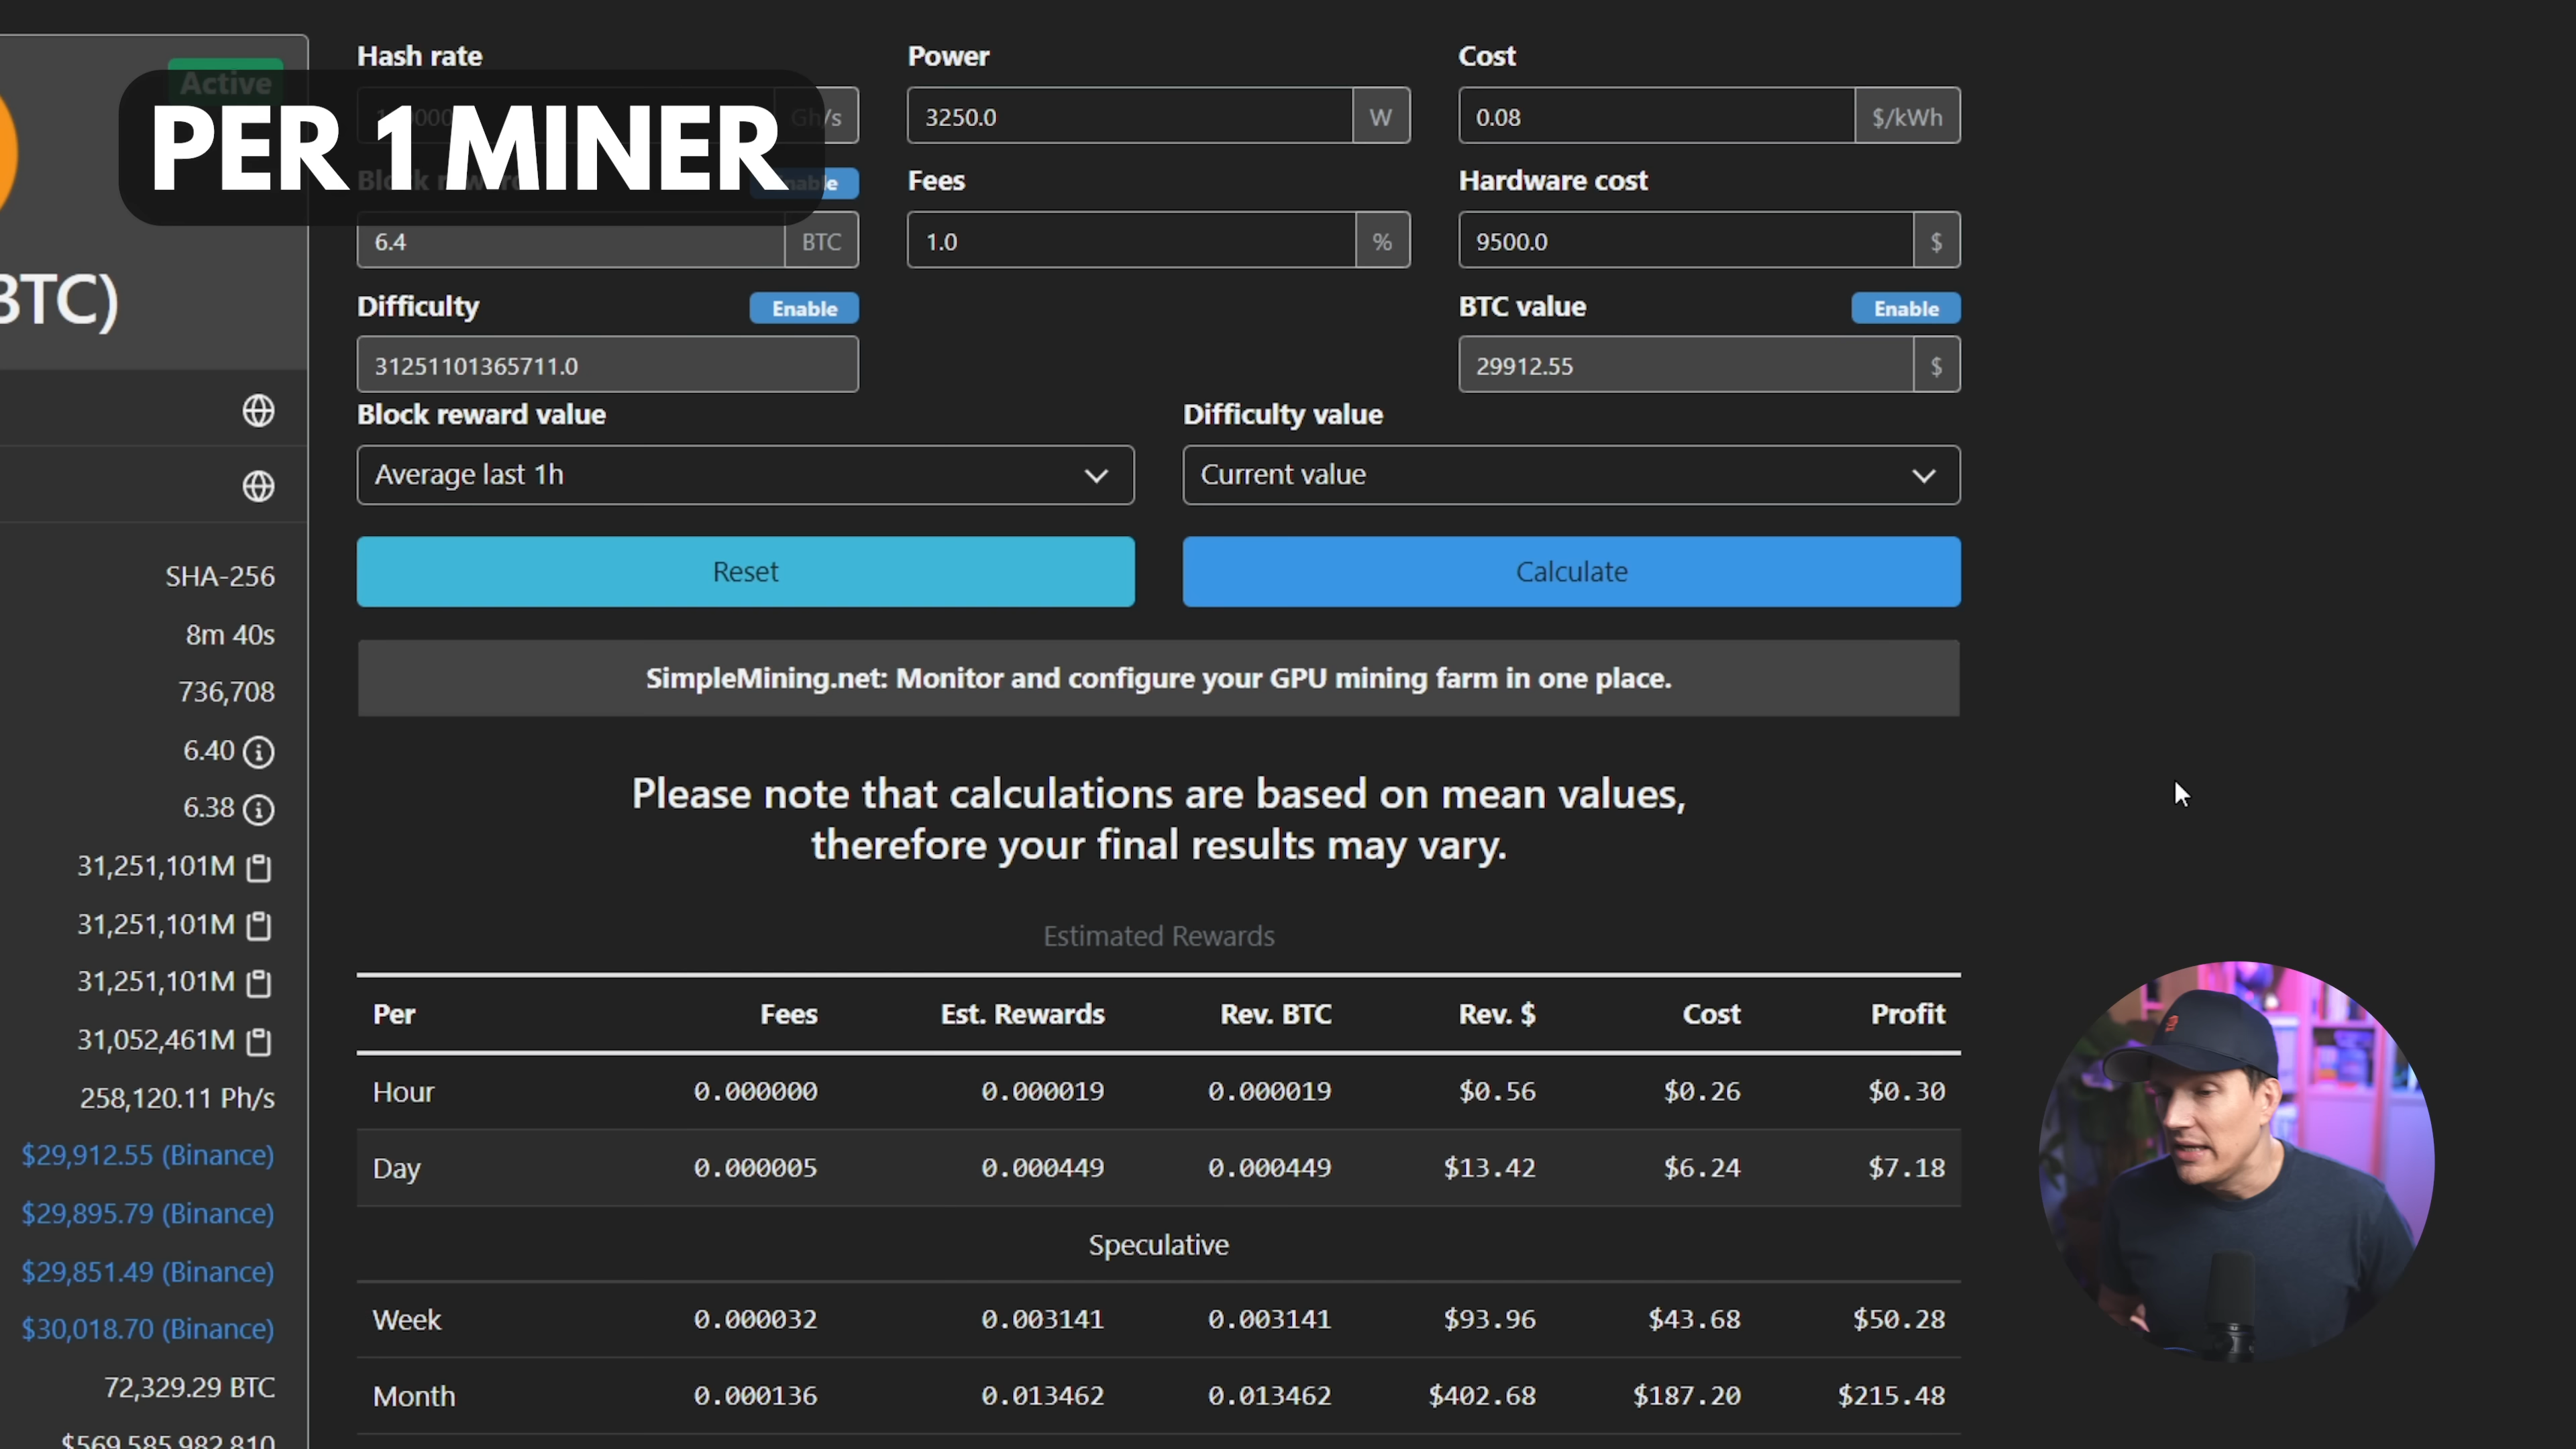 PER 1 MINER
Active
BTC)
SHA-256
8m 40s
736,708
6.40
6.38
31,251,101M
31,251,101M
31,251,101M
31,052,461M
258,120.11 Ph/s
$29,912.55 (Binance)
$29,895.79 (Binance)
$29,851.49 (Binance)
$30,018.70 (Binance)
72,329.29 BTC
$569,585,982,810
Hash rate
Gh/s
Power
3250.0 W
Cost
0.08 $/kWh
Block reward
Enable
6.4 BTC
Fees
1.0 %
Hardware cost
9500.0 $
Difficulty Enable
31251101365711.0
BTC value Enable
29912.55 $
Block reward value
Average last 1h
Difficulty value
Current value
Reset
Calculate
SimpleMining.net: Monitor and configure your GPU mining farm in one place.
Please note that calculations are based on mean values,
therefore your final results may vary.
Estimated Rewards
Per Fees Est. Rewards Rev. BTC Rev. $ Cost Profit
Hour 0.000000 0.000019 0.000019 $0.56 $0.26 $0.30
Day 0.000005 0.000449 0.000449 $13.42 $6.24 $7.18
Speculative
Week 0.000032 0.003141 0.003141 $93.96 $43.68 $50.28
Month 0.000136 0.013462 0.013462 $402.68 $187.20 $215.48